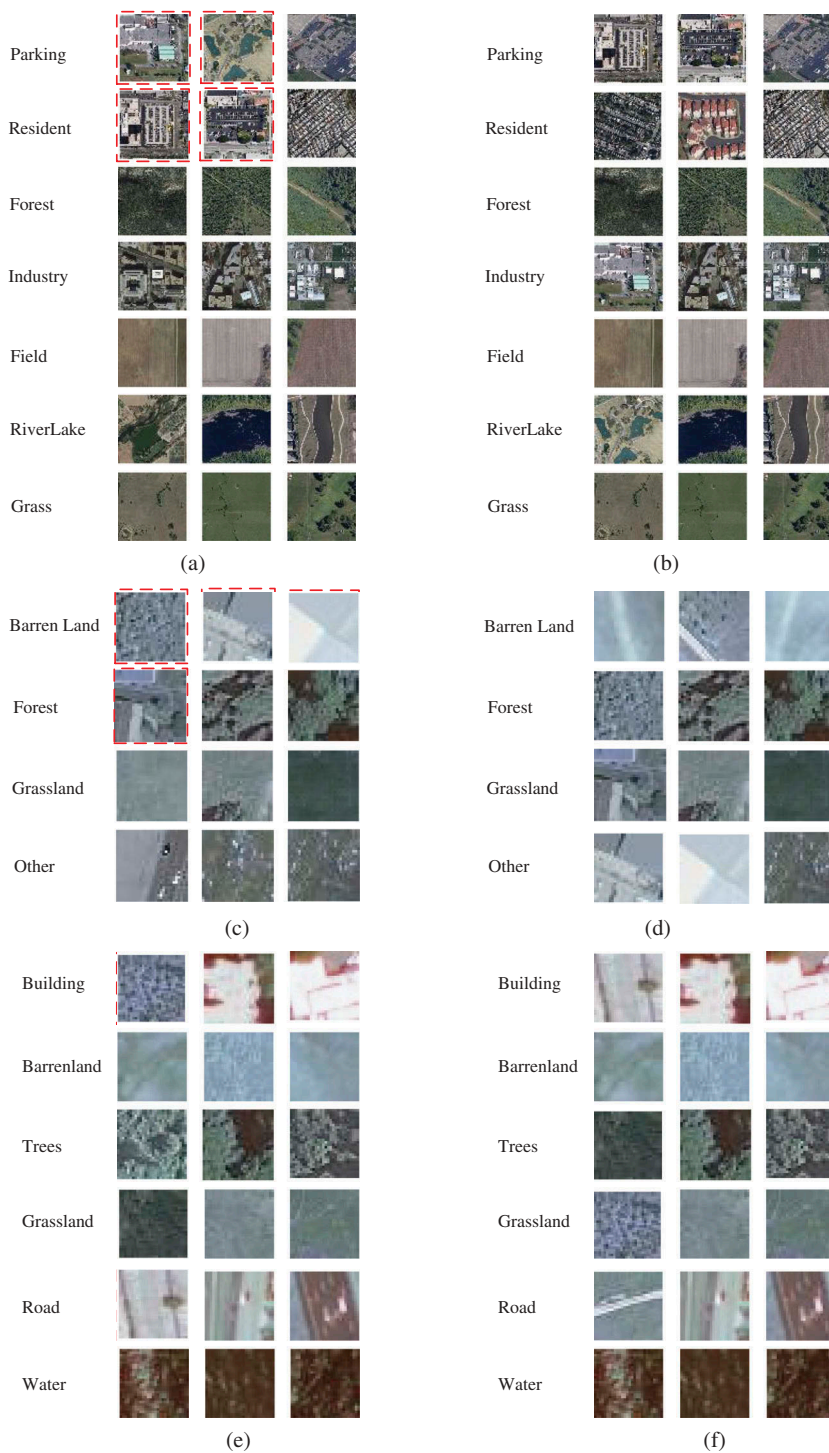 Parking
Resident
Forest
Industry
Field
RiverLake
Grass
(a)
Parking
Resident
Forest
Industry
Field
RiverLake
Grass
(b)
Barren Land
Forest
Grassland
Other
(c)
Barren Land
Forest
Grassland
Other
(d)
Building
Barrenland
Trees
Grassland
Road
Water
(e)
Building
Barrenland
Trees
Grassland
Road
Water
(f)